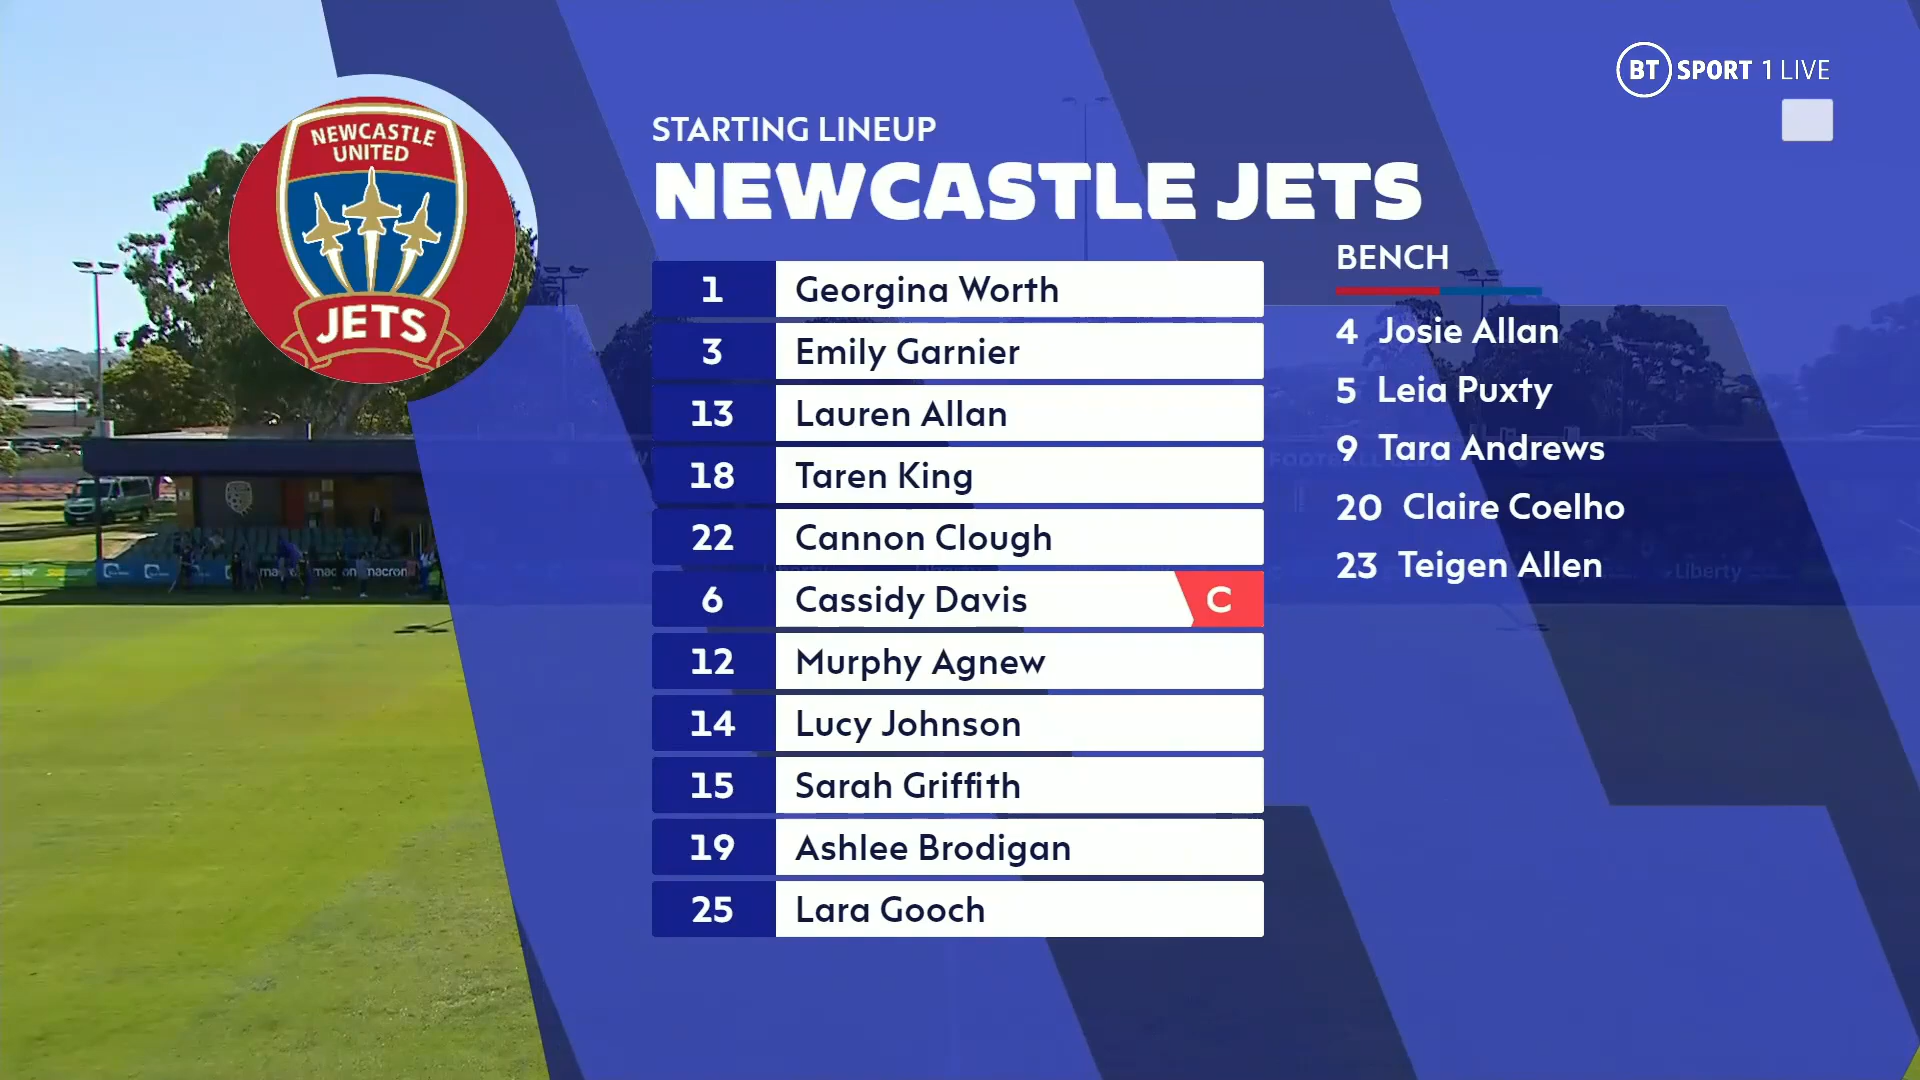 BT SPORT 1 LIVE
NEWCASTLE
UNITED
JETS
STARTING LINEUP
NEWCASTLE JETS
1 Georgina Worth
3 Emily Garnier
13 Lauren Allan
18 Taren King
22 Cannon Clough
6 Cassidy Davis C
12 Murphy Agnew
14 Lucy Johnson
15 Sarah Griffith
19 Ashlee Brodigan
25 Lara Gooch
BENCH
4 Josie Allan
5 Leia Puxty
9 Tara Andrews
20 Claire Coelho
23 Teigen Allen
macron
Liberty